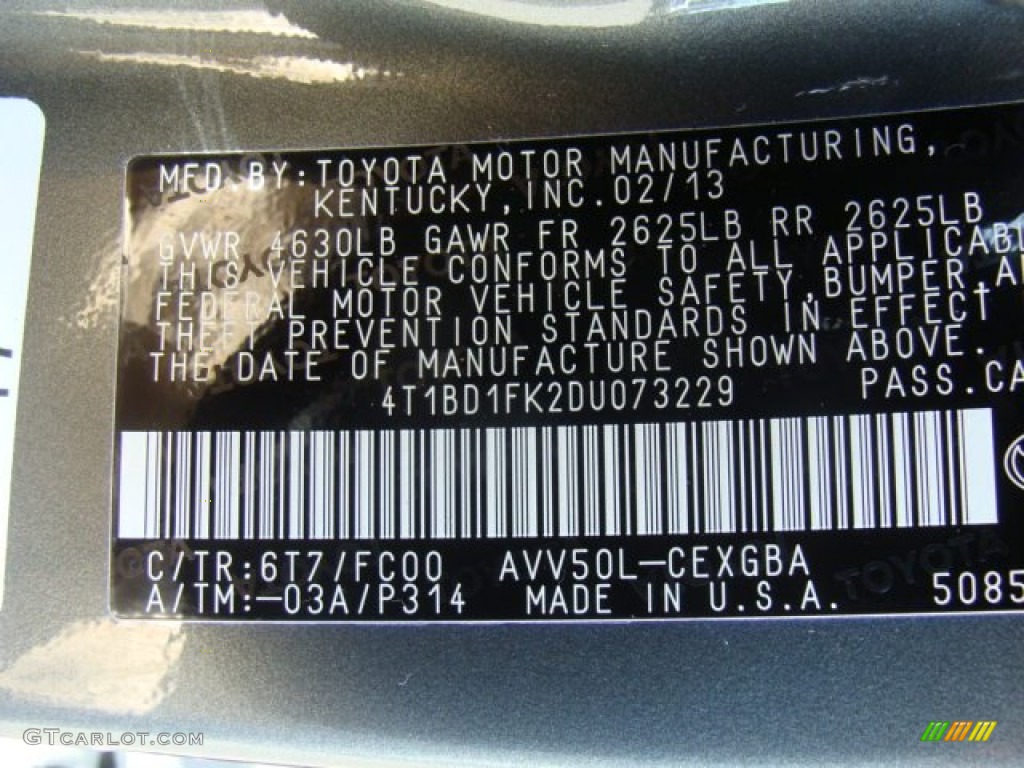 MFD.BY:TOYOTA MOTOR MANUFACTURING,
KENTUCKY,INC.02/13
GVWR 4630LB GAWR FR 2625LB RR 2625LB
THIS VEHICLE CONFORMS TO ALL APPLICABL
FEDERAL MOTOR VEHICLE SAFETY,BUMPER,AN
THEFT PREVENTION STANDARDS IN EFFECT
THE DATE OF MANUFACTURE SHOWN ABOVE.
4T1BD1FK2DU073229 PASS.CA
C/TR:6T7/FC00 AVV50L-CEXGBA
A/TM:-03A/P314 MADE IN U.S.A. 5085
GTcarlot.com